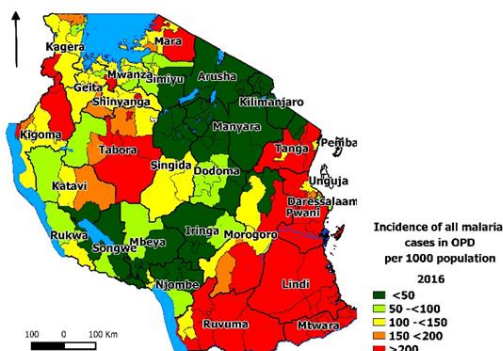 Kagera
Mara
Mwanza
Simiyu
Arusha
Geita
Shinyanga
Kilimanjaro
Manyara
Kigoma
Tabora
Singida
Dodoma
Tanga
Pemba
Katavi
Unguja
Daressalaam
Pwani
Rukwa
Songwe
Mbeya
Iringa
Morogoro
Njombe
Lindi
Ruvuma
Mtwara
Incidence of all malaria
cases in OPD
per 1000 population
2016
<50
50 -<100
100 -<150
150 <200
>200
100 0 100 Km